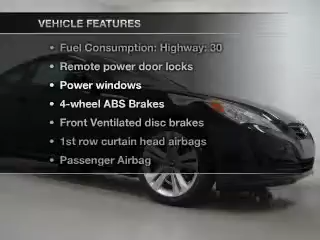 VEHICLE FEATURES
• Fuel Consumption: Highway: 30
• Remote power door locks
• Power windows
• 4-wheel ABS Brakes
• Front Ventilated disc brakes
• 1st row curtain head airbags
• Passenger Airbag